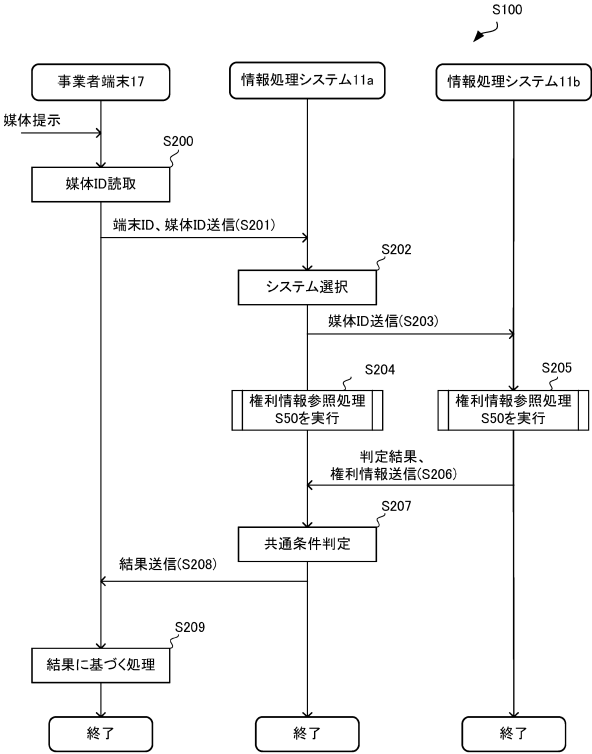 S100
事業者端末17
情報処理システム11a
情報処理システム11b
媒体提示
S200
媒体ID読取
端末ID、媒体ID送信(S201)
S202
システム選択
媒体ID送信(S203)
S204
権利情報参照処理
S50を実行
S205
権利情報参照処理
S50を実行
判定結果、
権利情報送信(S206)
S207
共通条件判定
結果送信(S208)
S209
結果に基づく処理
終了
終了
終了